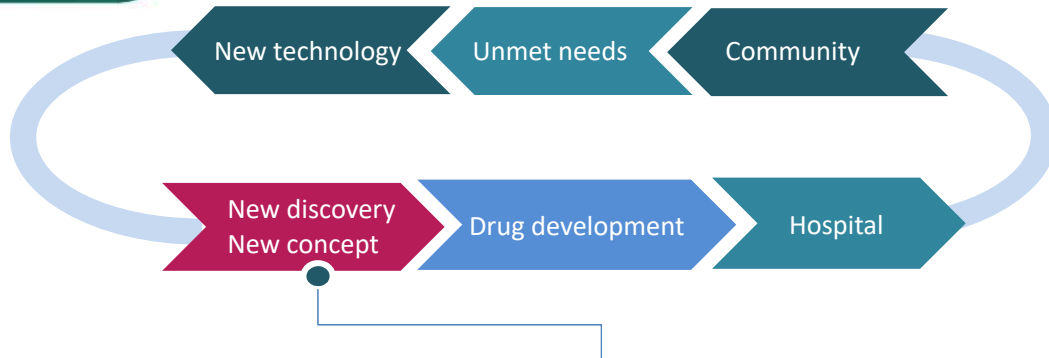 New technology
Unmet needs
Community
New discovery
New concept
Drug development
Hospital